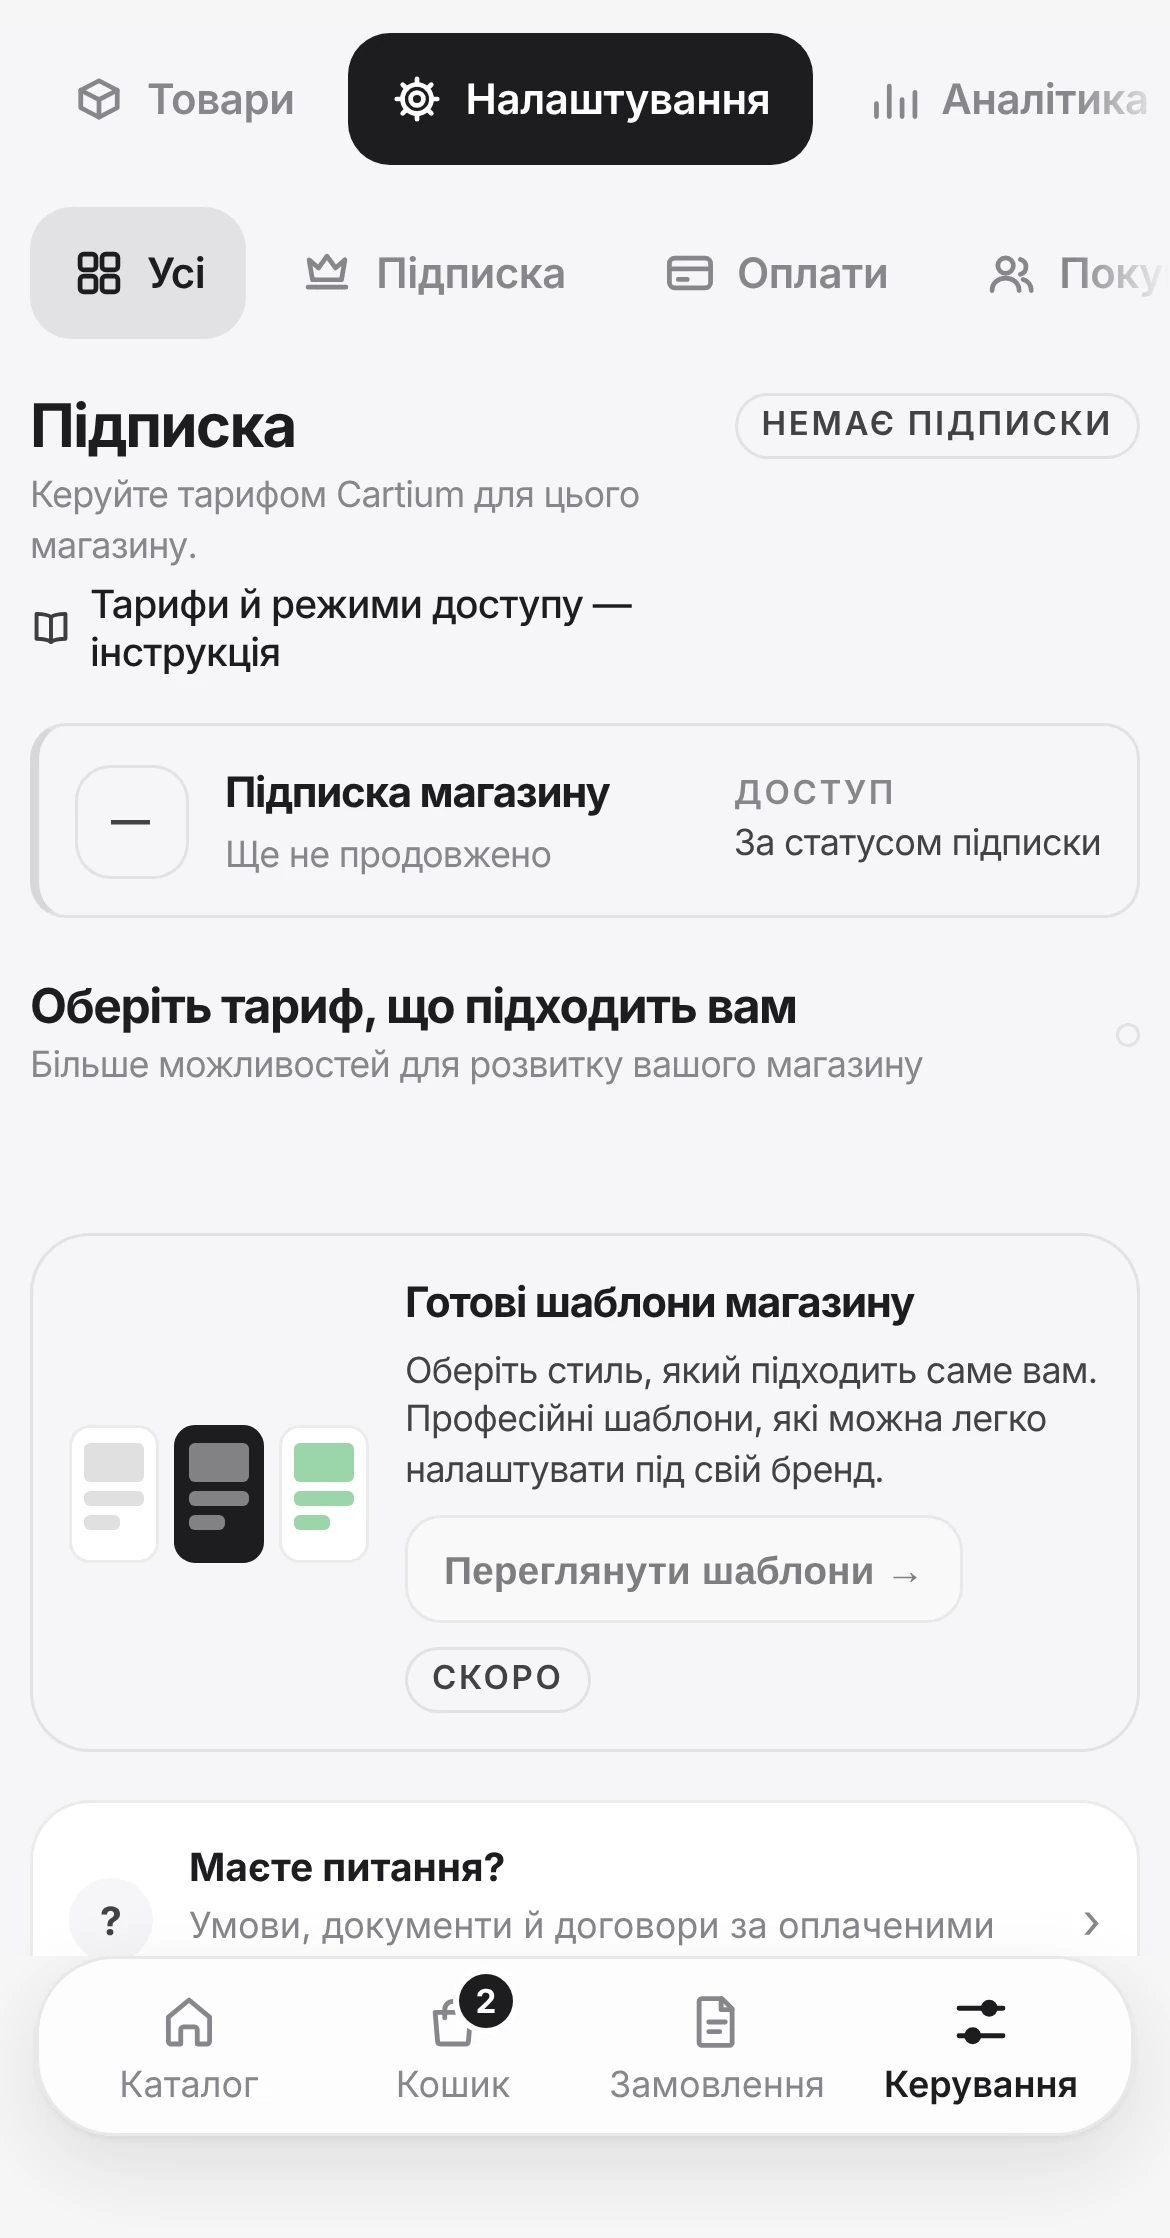 Товари
Налаштування
Аналітика
Усі
Підписка
Оплати
Поку
Підписка
НЕМАЄ ПІДПИСКИ
Керуйте тарифом Cartium для цього
магазину.
Тарифи й режими доступу —
інструкція
—
Підписка магазину
Ще не продовжено
ДОСТУП
За статусом підписки
Оберіть тариф, що підходить вам
Більше можливостей для розвитку вашого магазину
Готові шаблони магазину
Оберіть стиль, який підходить саме вам.
Професійні шаблони, які можна легко
налаштувати під свій бренд.
Переглянути шаблони →
СКОРО
Маєте питання?
?
Умови, документи й договори за оплаченими
›
2
Каталог
Кошик
Замовлення
Керування